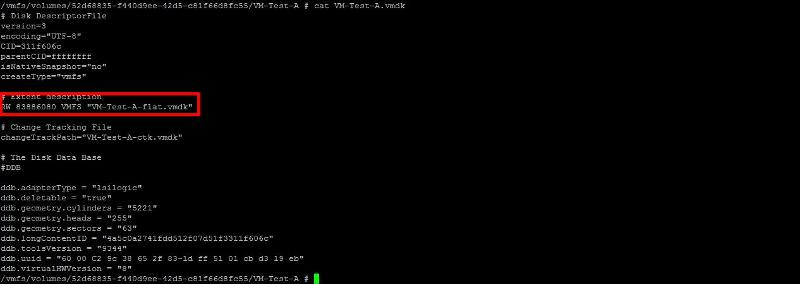 /vmfs/volumes/52d68835-f440d9ee-42d5-c81f66d8fc55/VM-Test-A # cat VM-Test-A.vmdk
# Disk DescriptorFile
version=3
encoding="UTF-8"
CID=311f606c
parentCID=ffffffff
isNativeSnapshot="no"
createType="vmfs"
# Extent description
RW 83886080 VMFS "VM-Test-A-flat.vmdk"
# Change Tracking File
changeTrackPath="VM-Test-A-ctk.vmdk"
# The Disk Data Base
#DDB
ddb.adapterType = "lsilogic"
ddb.deletable = "true"
ddb.geometry.cylinders = "5221"
ddb.geometry.heads = "255"
ddb.geometry.sectors = "63"
ddb.longContentID = "4a5c0a2741fdd512f07d51f3311f606c"
ddb.toolsVersion = "9344"
ddb.uuid = "60 00 C2 9c 38 65 2f 83-1d ff 51 01 cb d3 19 eb"
ddb.virtualHWVersion = "8"
/vmfs/volumes/52d68835-f440d9ee-42d5-c81f66d8fc55/VM-Test-A #